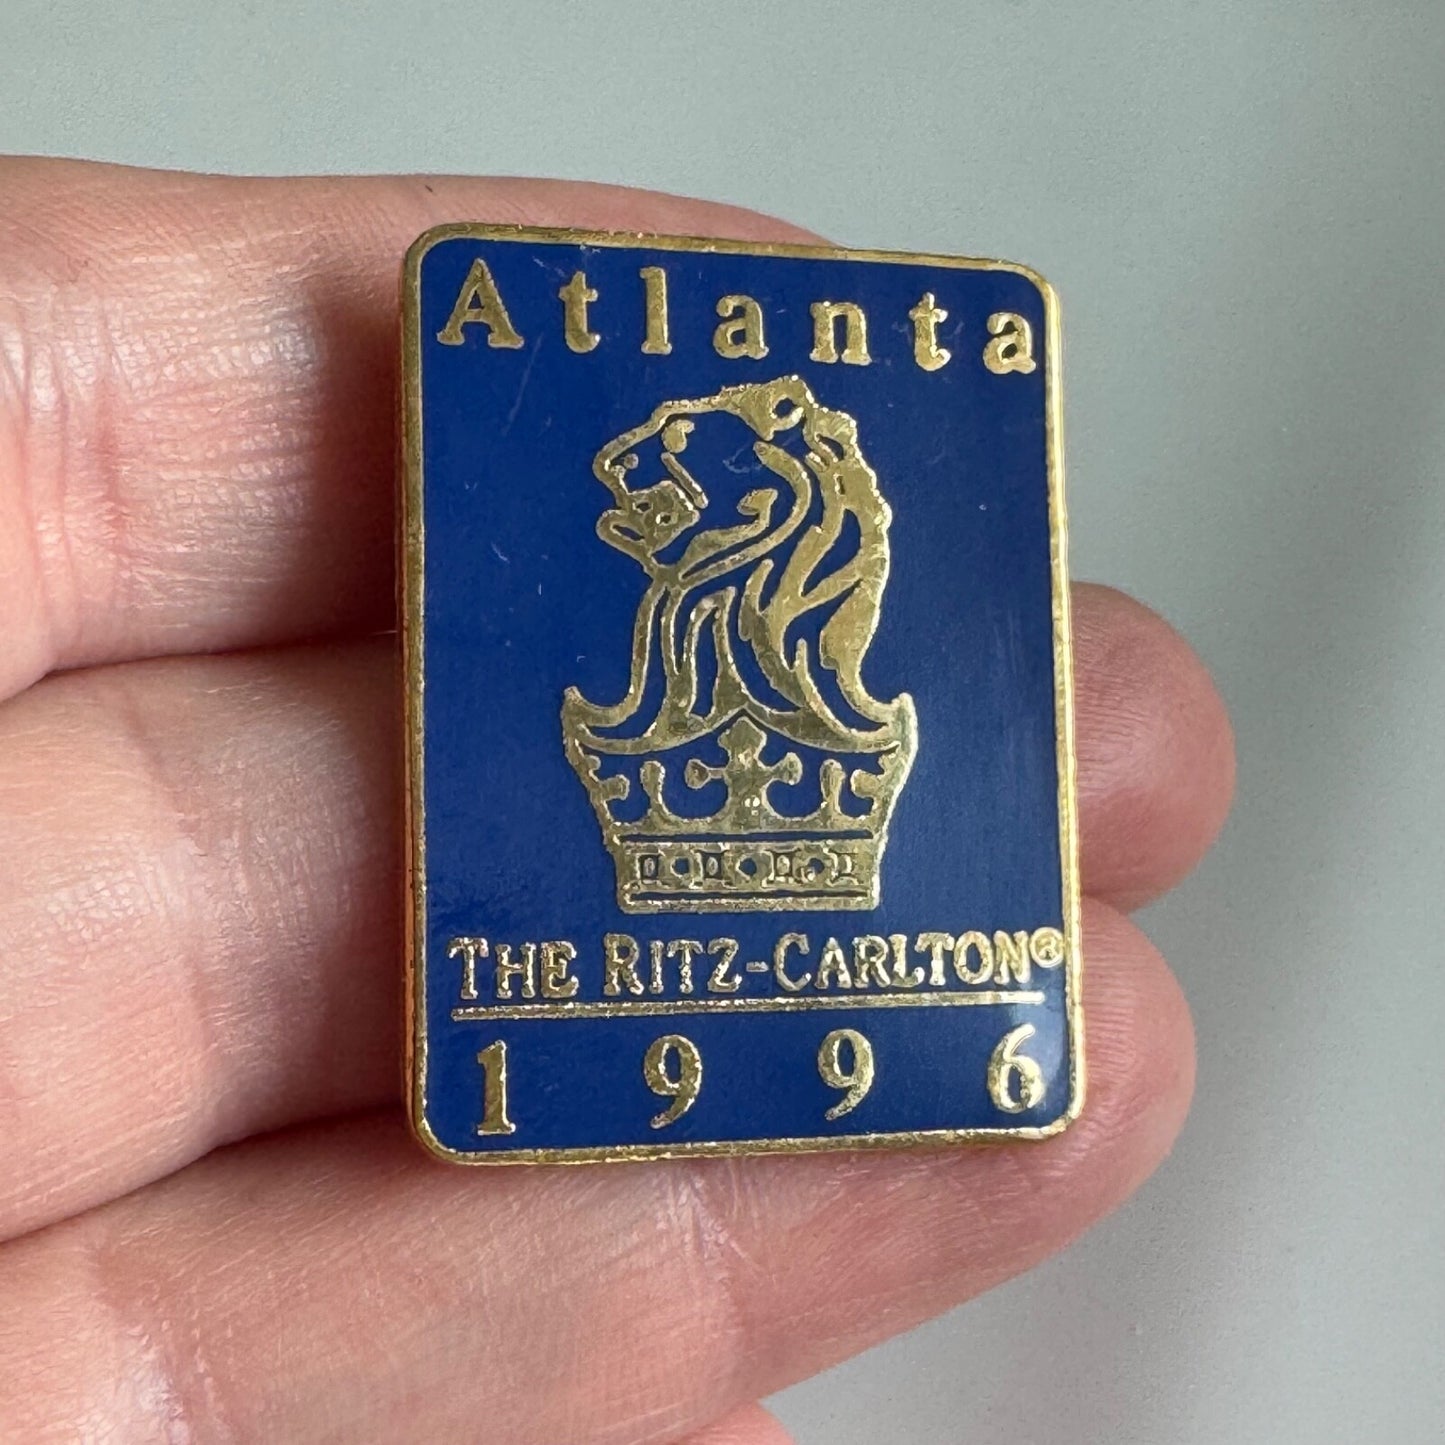 Atlanta
THE RITZ-CARLTON®
1996